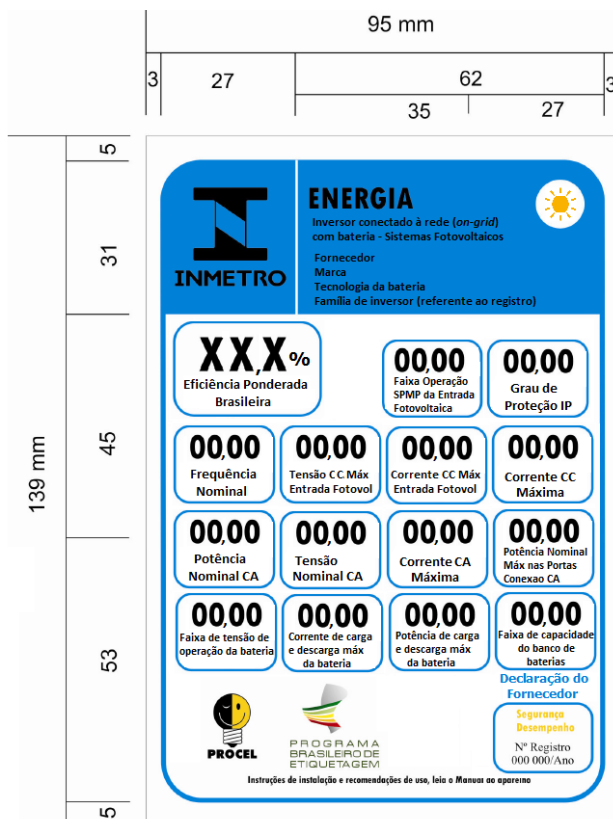 95 mm
3 27 62 3
35 27
5
31
45
139 mm
53
5
INMETRO
ENERGIA
Inversor conectado à rede (on-grid)
com bateria - Sistemas Fotovoltaicos
Fornecedor
Marca
Tecnologia da bateria
Família de inversor (referente ao registro)
XX,X%
Eficiência Ponderada
Brasileira
00,00
Faixa Operação
SPMP da Entrada
Fotovoltaica
00,00
Grau de
Proteção IP
00,00
Frequência
Nominal
00,00
Tensão CC Máx
Entrada Fotovol
00,00
Corrente CC Máx
Entrada Fotovol
00,00
Corrente CC
Máxima
00,00
Potência
Nominal CA
00,00
Tensão
Nominal CA
00,00
Corrente CA
Máxima
00,00
Potência Nominal
Máx nas Portas
Conexao CA
00,00
Faixa de tensão de
operação da bateria
00,00
Corrente de carga
e descarga máx
da bateria
00,00
Potência de carga
e descarga máx
da bateria
00,00
Faixa de capacidade
do banco de
baterias
Declaração do
Fornecedor
Segurança
Desempenho
Nº Registro
000 000/Ano
PROCEL
PROGRAMA
BRASILEIRO DE
ETIQUETAGEM
Instruções de instalação e recomendações de uso, leia o Manual ao aparelho